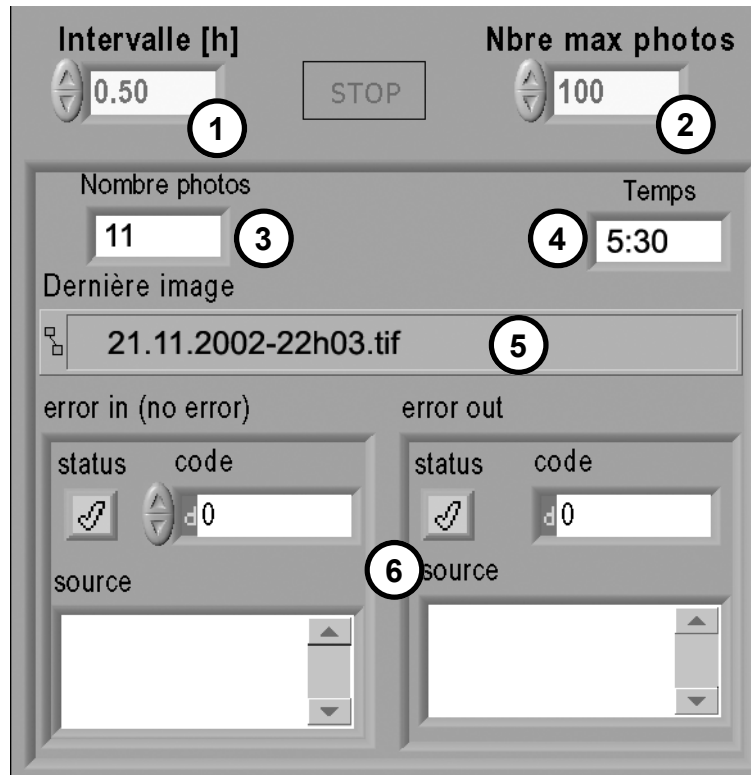 Intervalle [h]
Nbre max photos
0.50
STOP
100
1
2
Nombre photos
Temps
11
3
4
5:30
Dernière image
21.11.2002-22h03.tif
5
error in (no error)
error out
status code
status code
d 0
d 0
6
source
source